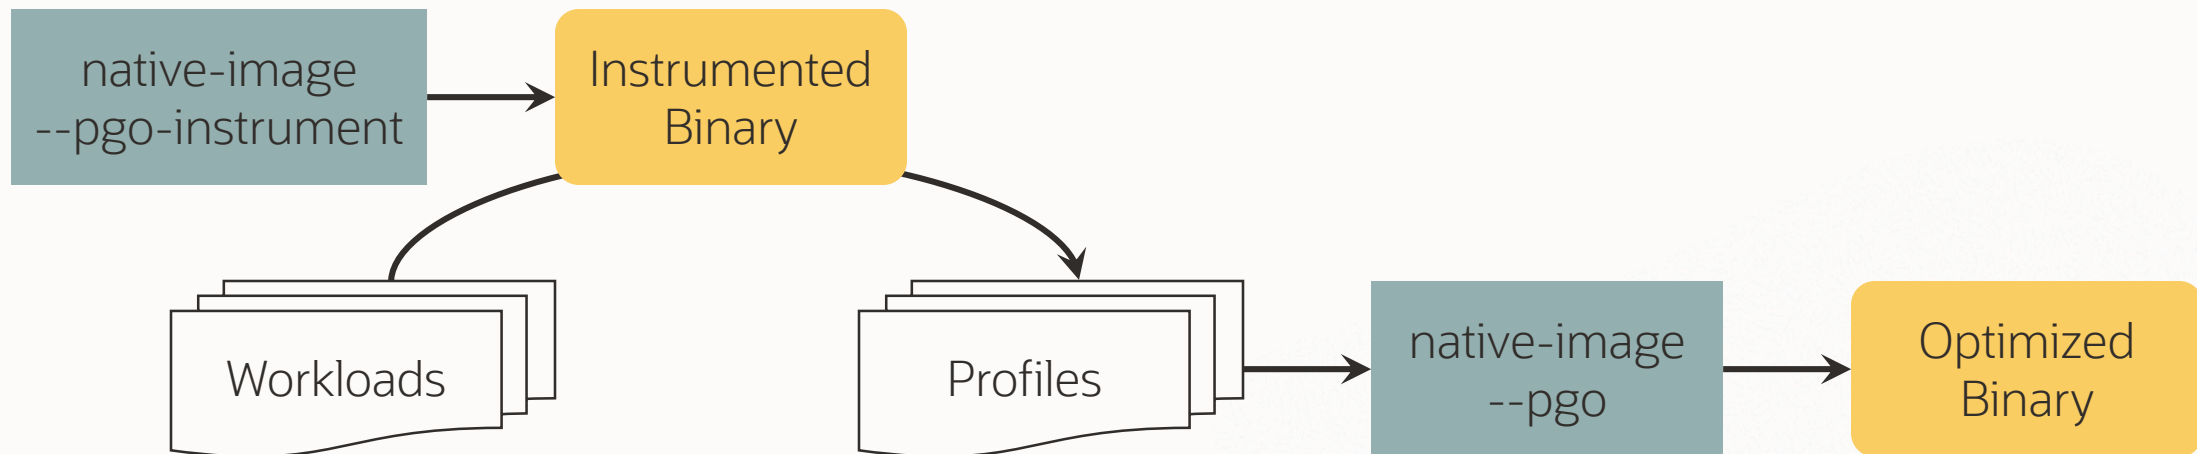 native-image
--pgo-instrument
Instrumented
Binary
Workloads
Profiles
native-image
--pgo
Optimized
Binary